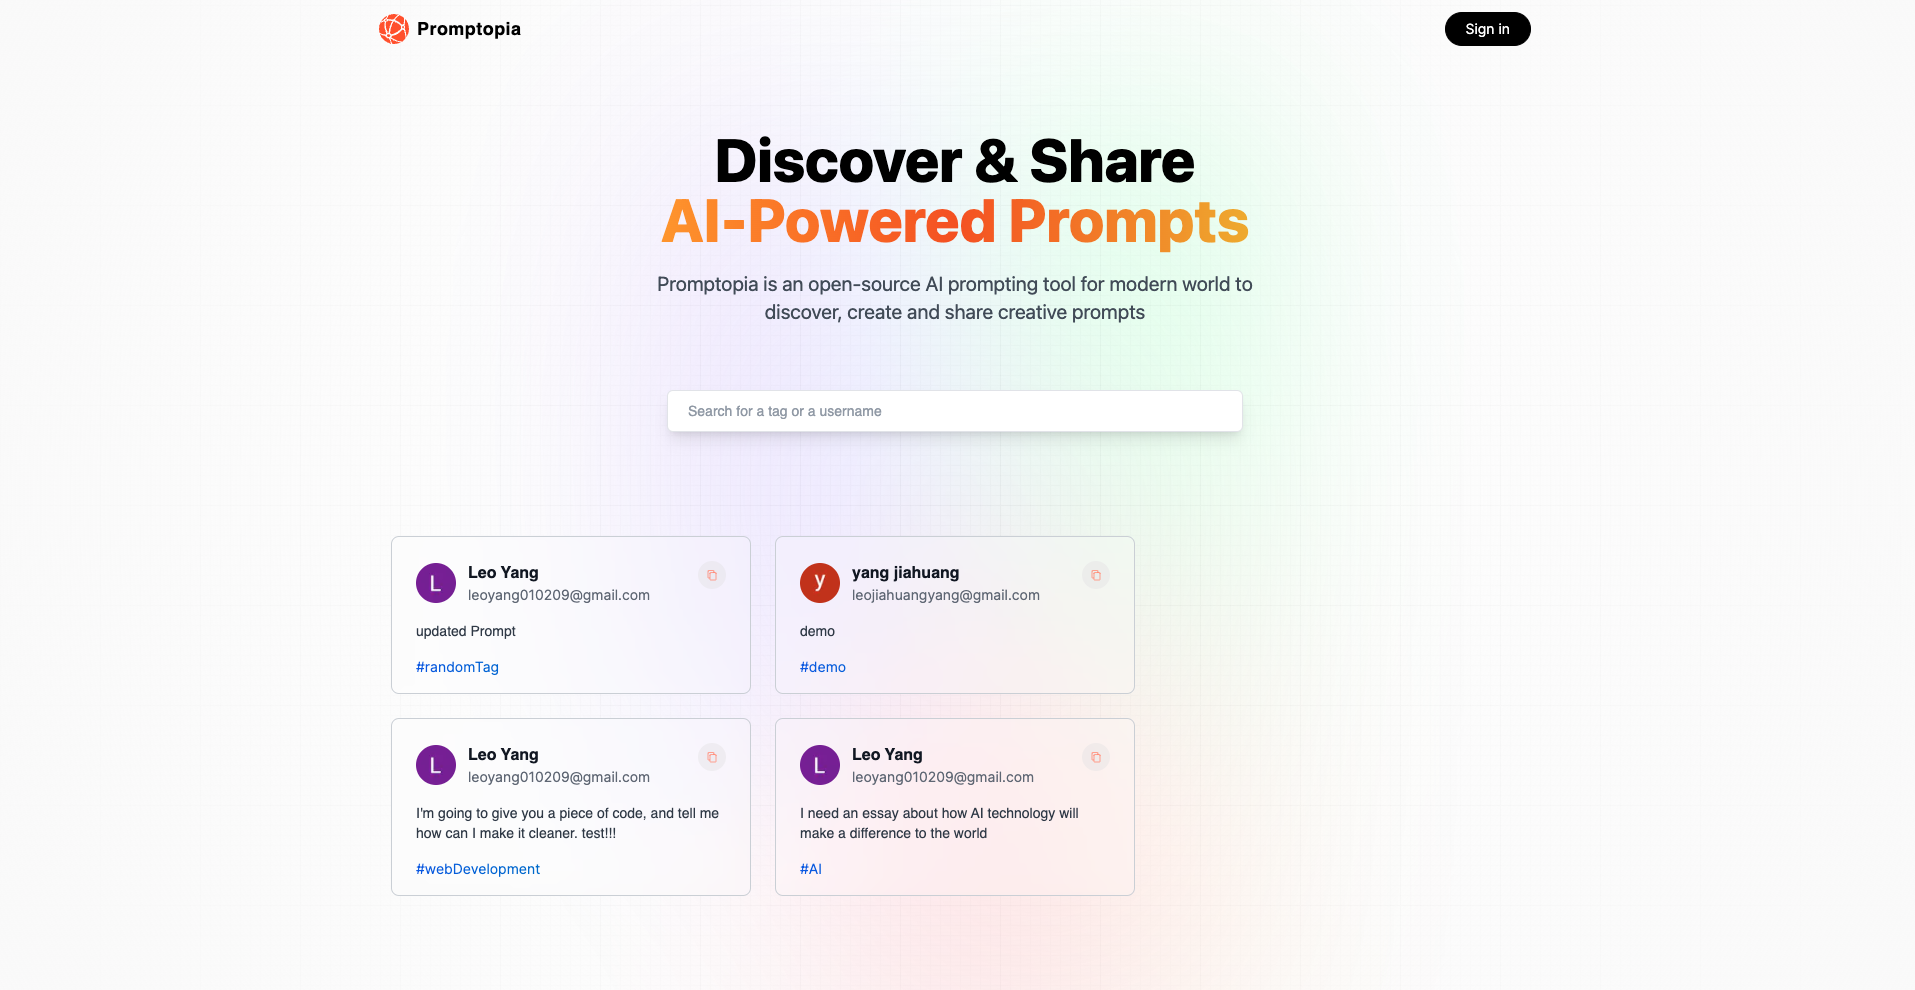 Promptopia
Sign in
Discover & Share
AI-Powered Prompts
Promptopia is an open-source AI prompting tool for modern world to
discover, create and share creative prompts
Search for a tag or a username
L
Leo Yang
leoyang010209@gmail.com
updated Prompt
#randomTag
y
yang jiahuang
leojiahuangyang@gmail.com
demo
#demo
L
Leo Yang
leoyang010209@gmail.com
I'm going to give you a piece of code, and tell me
how can I make it cleaner. test!!!
#webDevelopment
L
Leo Yang
leoyang010209@gmail.com
I need an essay about how AI technology will
make a difference to the world
#AI